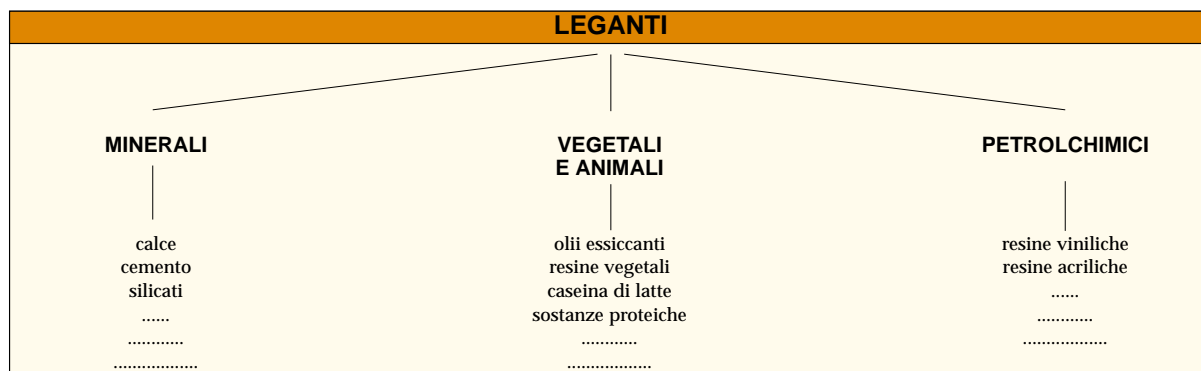 LEGANTI
MINERALI
calce
cemento
silicati
......
............
..................
VEGETALI
E ANIMALI
olii essiccanti
resine vegetali
caseina di latte
sostanze proteiche
............
..................
PETROLCHIMICI
resine viniliche
resine acriliche
......
............
..................